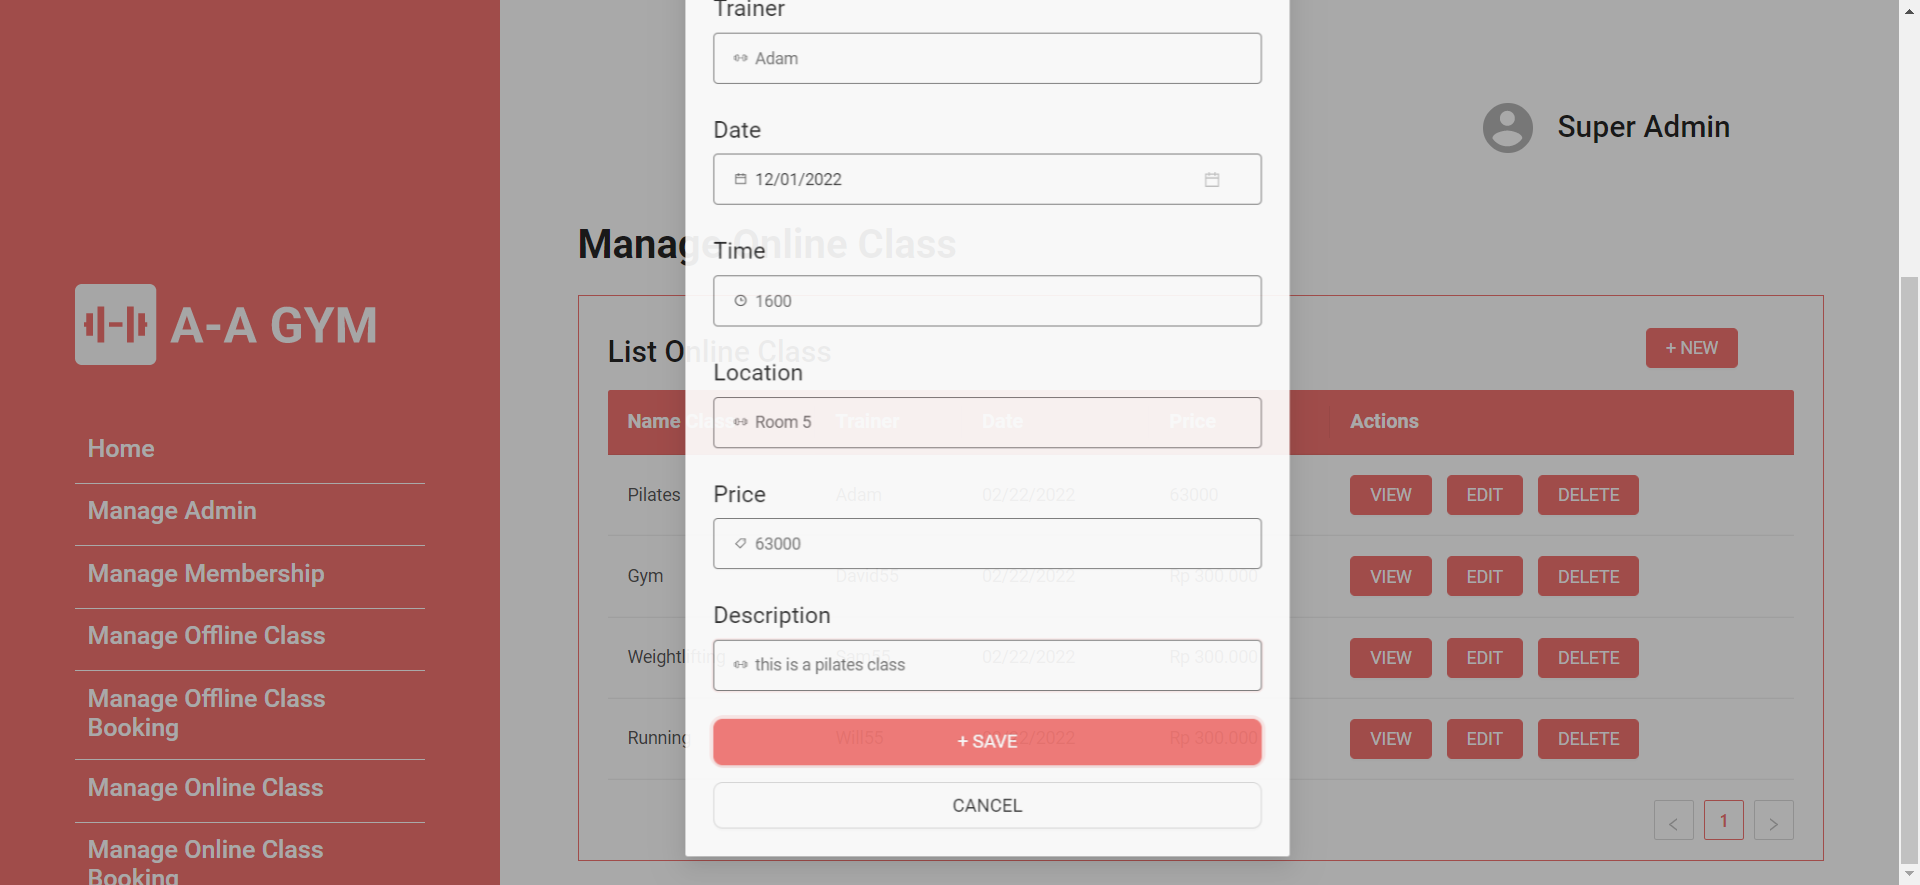 A-A GYM
Home
Manage Admin
Manage Membership
Manage Offline Class
Manage Offline Class
Booking
Manage Online Class
Manage Online Class
Booking
Super Admin
Manage Online Class
List Online Class
+ NEW
Name Class Trainer Date Price Actions
Pilates Adam 02/22/2022 63000 VIEW EDIT DELETE
Gym David55 02/22/2022 Rp 300.000 VIEW EDIT DELETE
Weightlifting Sam55 02/22/2022 Rp 300.000 VIEW EDIT DELETE
Running Will55 02/22/2022 Rp 300.000 VIEW EDIT DELETE
< 1 >
Trainer
Adam
Date
12/01/2022
Time
1600
Location
Room 5
Price
63000
Description
this is a pilates class
+ SAVE
CANCEL